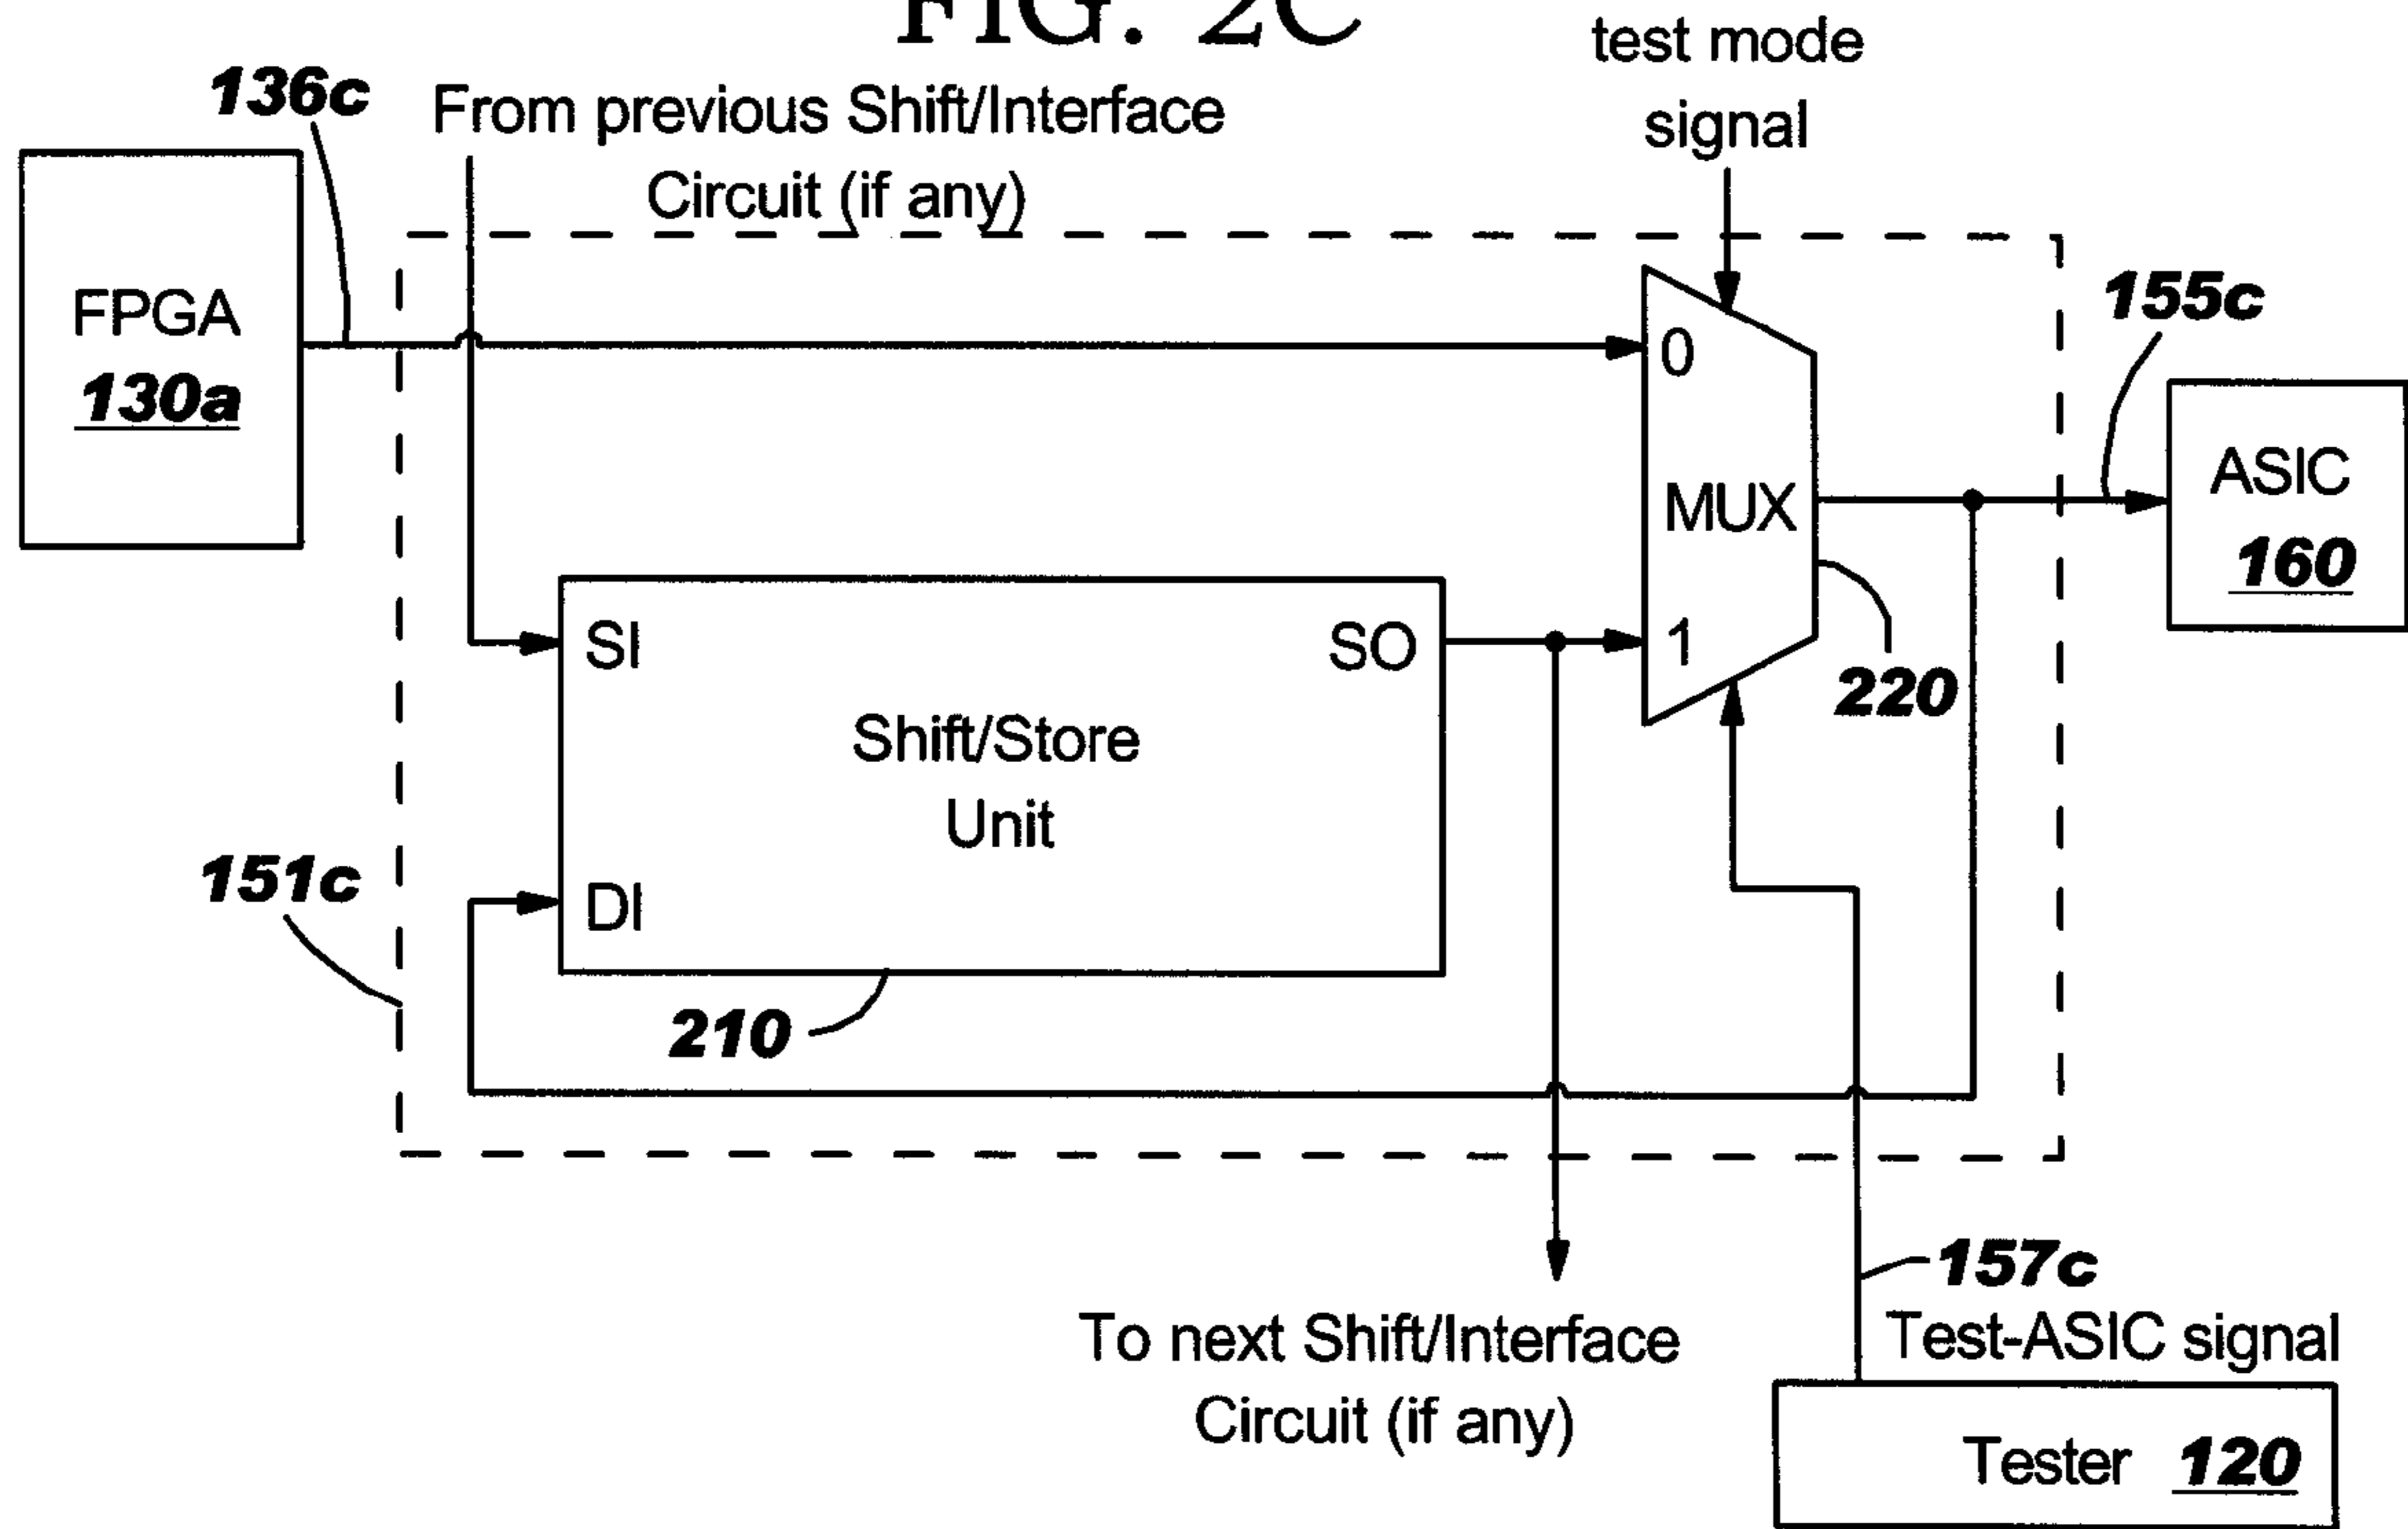 FIG. 2C
test mode
signal
136c
From previous Shift/Interface
Circuit (if any)
FPGA
130a
0
155c
MUX
ASIC
160
SI
SO
1
220
Shift/Store
Unit
151c
DI
210
157c
To next Shift/Interface
Circuit (if any)
Test-ASIC signal
Tester 120